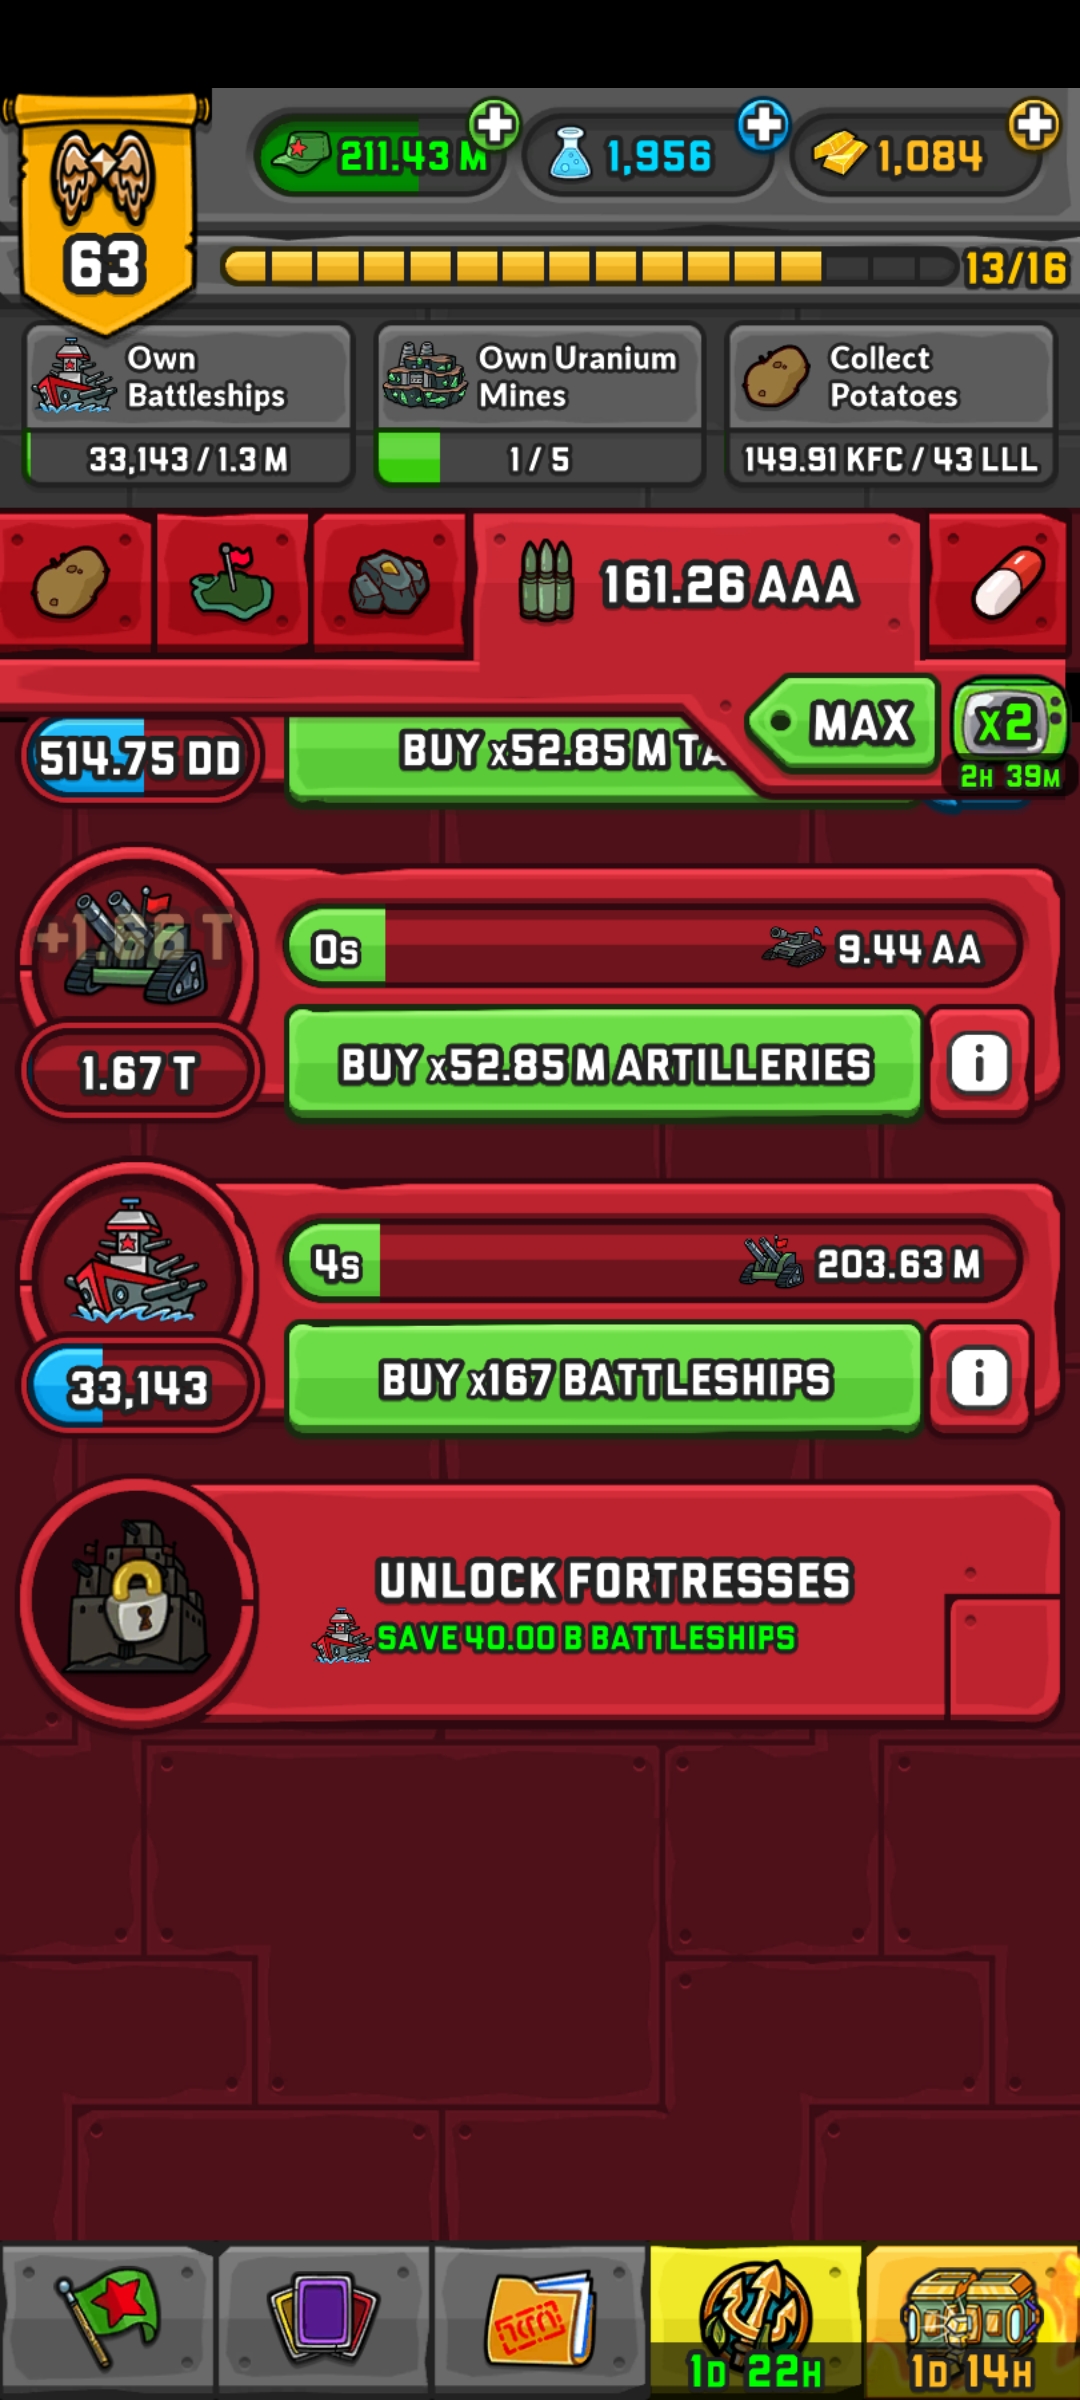 63
211.43 M
1,956
1,084
13/16
Own
Battleships
33,143 / 1.3 M
Own Uranium
Mines
1 / 5
Collect
Potatoes
149.91 KFC / 43 LLL
161.26 AAA
MAX
x2
2H 39M
514.75 DD
BUY x52.85 M TA
0s
9.44 AA
1.67 T
BUY x52.85 M ARTILLERIES
i
4s
203.63 M
33,143
BUY x167 BATTLESHIPS
i
UNLOCK FORTRESSES
SAVE 40.00 B BATTLESHIPS
1D 22H
1D 14H